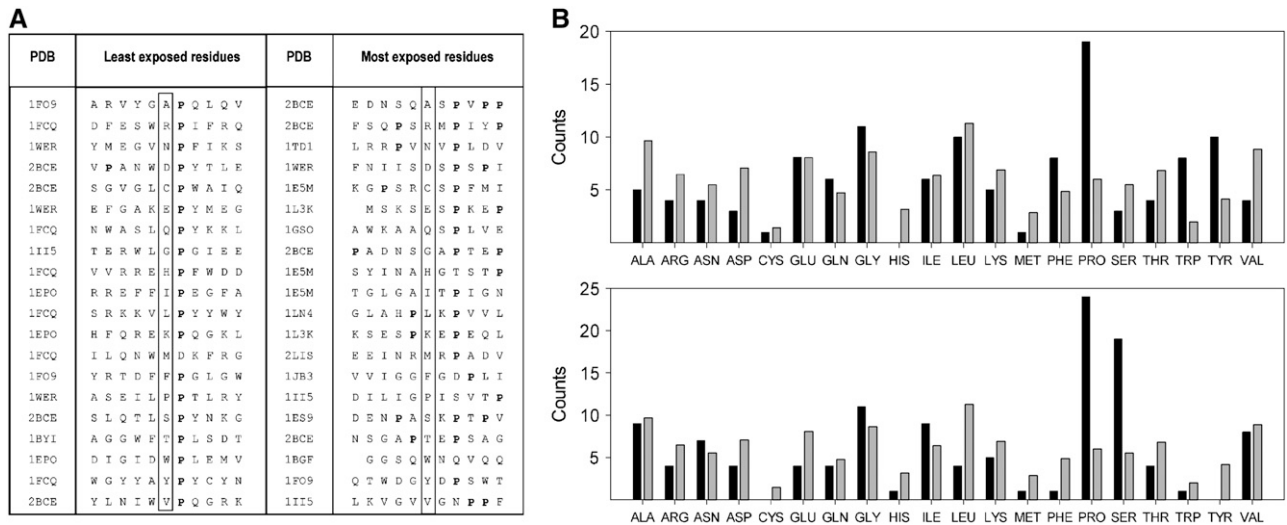 A
PDB Least exposed residues PDB Most exposed residues
1FO9 A R V Y G A P Q L Q V 2BCE E D N S Q A S P V P P
1FCQ D F E S W R P I F R Q 2BCE F S Q P S R M P I Y P
1WER Y M E G V N P F I K S 1TD1 L R R P V N V P L D V
2BCE V P A N W D P Y T L E 1WER F N I I S D S P S P I
2BCE S G V G L C P W A I Q 1E5M K G P S R C S P F M I
1WER E F G A K E P Y M E G 1L3K M S K S E S P K E P
1FCQ N W A S L Q P Y K K L 1GSO A W K A A Q S P L V E
1II5 T E R W L G P G I E E 2BCE P A D N S G A P T E P
1FCQ V V R R E H P F W D D 1E5M S Y I N A H G T S T P
1EPO R R E F F I P E G F A 1E5M T G L G A I T P I G N
1FCQ S R K K V L P Y Y W Y 1LN4 G L A H P L K P V V L
1EPO H F Q R E K P Q G K L 1L3K K S E S P K E P E Q L
1FCQ I L Q N W M D K F R G 2LIS E E I N R M R P A D V
1FO9 Y R T D F F P G L G W 1JB3 V V I G G F G D P L I
1WER A S E I L P P T L R Y 1II5 D I L I G P I S V T P
2BCE S L Q T L S P Y N K G 1ES9 D E N P A S K P T P V
1BYI A G G W F T P L S D T 2BCE N S G A P T E P S A G
1EPO D I G I D W P L E M V 1BGF G G S Q W N Q V Q Q
1FCQ W G Y Y A Y P Y C Y N 1FO9 Q T W D G Y D P S W T
2BCE Y L N I W V P Q G R K 1II5 L K V G V V G N P P F
B
20
15
10
5
Counts
ALA ARG ASN ASP CYS GLU GLN GLY HIS ILE LEU LYS MET PHE PRO SER THR TRP TYR VAL
25
20
15
10
5
Counts
ALA ARG ASN ASP CYS GLU GLN GLY HIS ILE LEU LYS MET PHE PRO SER THR TRP TYR VAL